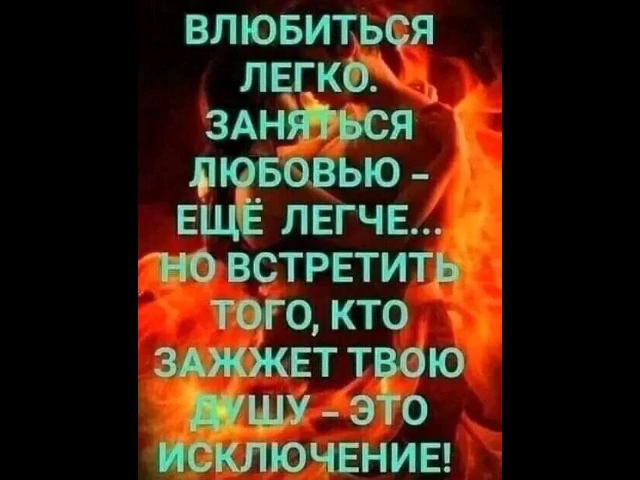 ВЛЮБИТЬСЯ
ЛЕГКО.
ЗАНЯТЬСЯ
ЛЮБОВЬЮ –
ЕЩЁ ЛЕГЧЕ...
НО ВСТРЕТИТЬ
ТОГО, КТО
ЗАЖЖЕТ ТВОЮ
ДУШУ – ЭТО
ИСКЛЮЧЕНИЕ!